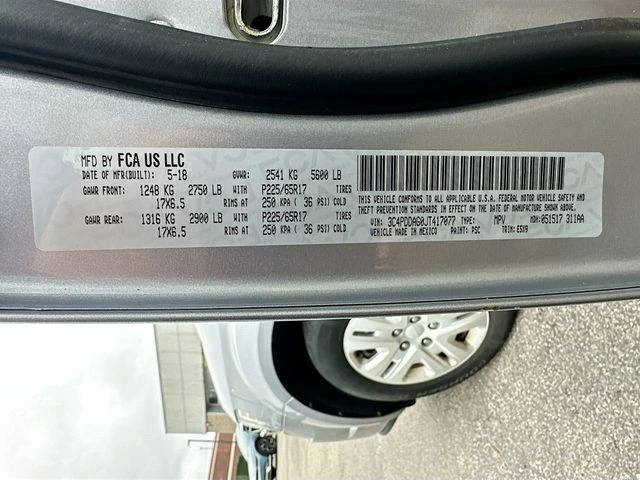 MFD BY FCA US LLC
DATE OF MFR(BUILT): 5-18 GVWR: 2541 KG 5600 LB
GAWR FRONT: 1248 KG 2750 LB WITH P225/65R17 TIRES
17X6.5 RIMS AT 250 KPA ( 36 PSI) COLD
GAWR REAR: 1316 KG 2900 LB WITH P225/65R17 TIRES
17X6.5 RIMS AT 250 KPA ( 36 PSI) COLD
THIS VEHICLE CONFORMS TO ALL APPLICABLE U.S.A. FEDERAL MOTOR VEHICLE SAFETY AND
THEFT PREVENTION STANDARDS IN EFFECT ON THE DATE OF MANUFACTURE SHOWN ABOVE.
VIN: 3C4PDDAG0JT417077 TYPE: MPV MDH: 051517 311AA
VEHICLE MADE IN MEXICO PAINT: PSC TRIM: E5X9